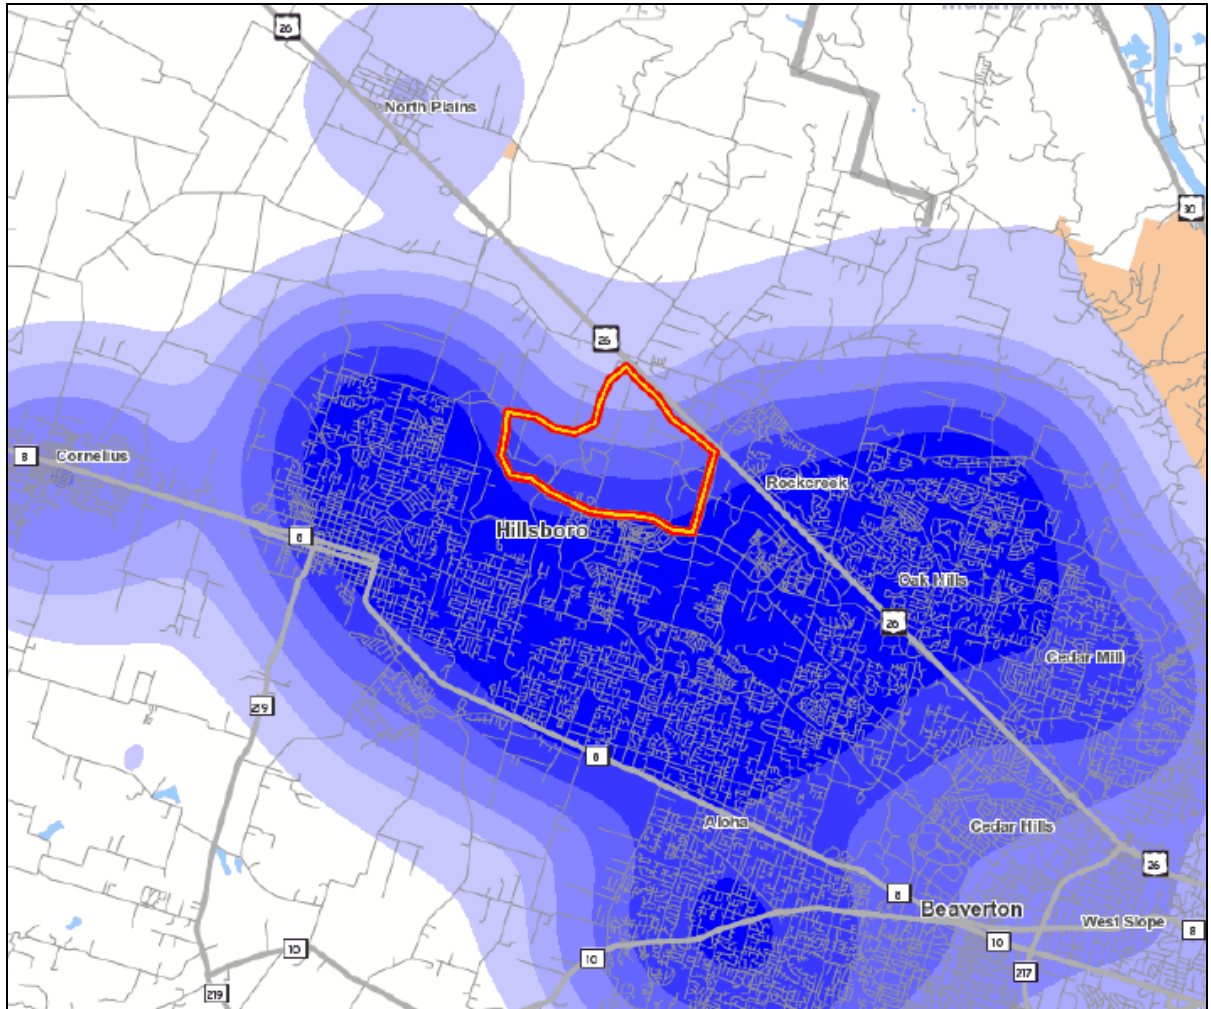 26
North Plains
30
26
8
Cornelius
Rockcreek
Hillsboro
8
Oak Hills
26
Cedar Mill
219
8
Aloha
Cedar Hills
26
8
Beaverton
West Slope
8
10
10
10
217
219